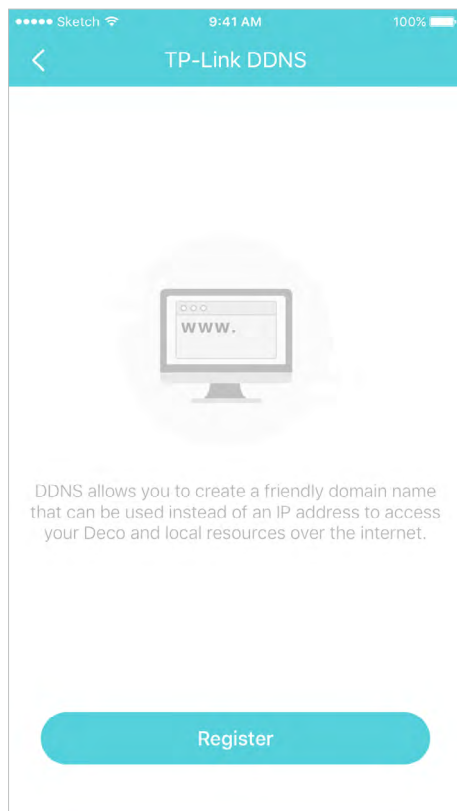 Sketch 9:41 AM 100%
TP-Link DDNS
www.
DDNS allows you to create a friendly domain name
that can be used instead of an IP address to access
your Deco and local resources over the internet.
Register